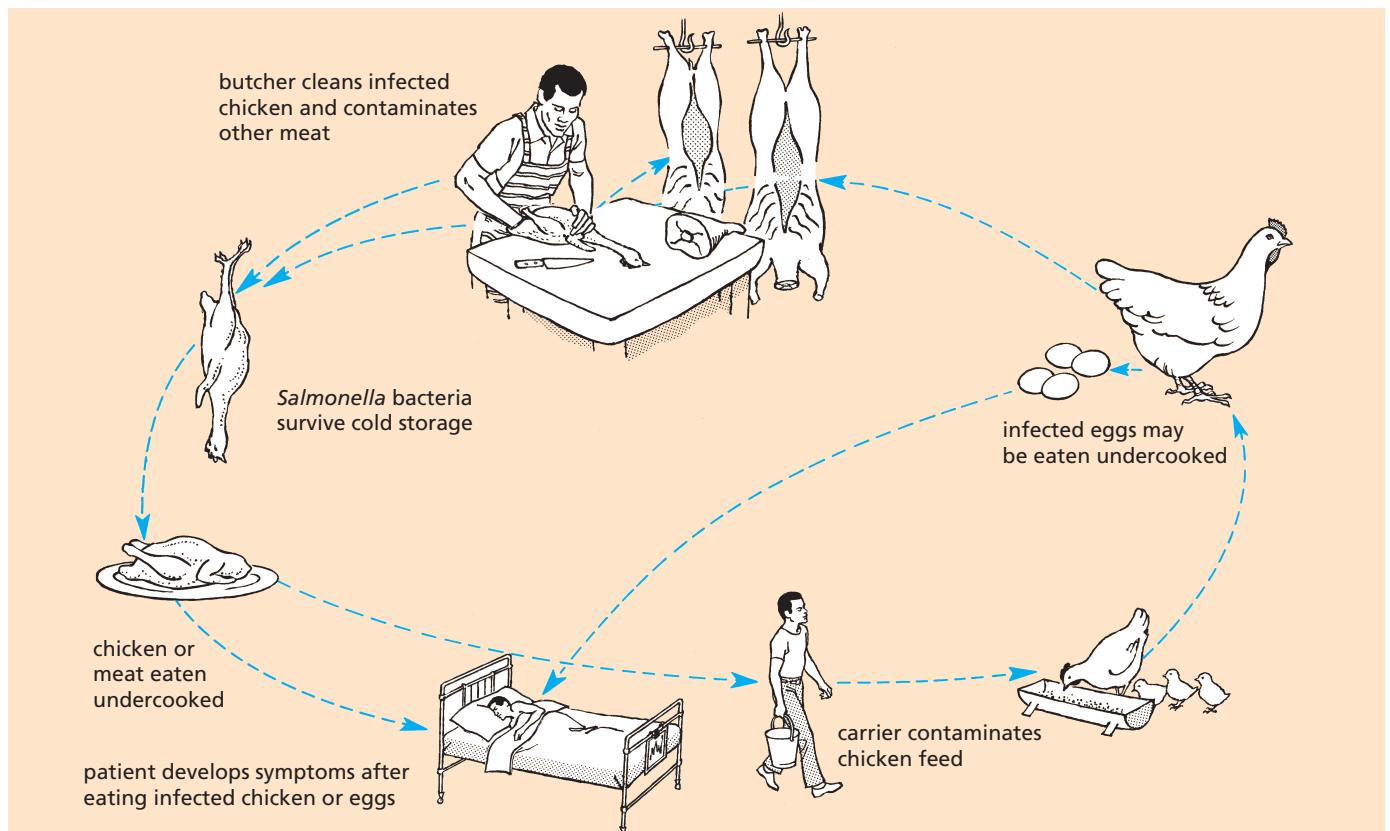 butcher cleans infected
chicken and contaminates
other meat
Salmonella bacteria
survive cold storage
infected eggs may
be eaten undercooked
chicken or
meat eaten
undercooked
carrier contaminates
chicken feed
patient develops symptoms after
eating infected chicken or eggs